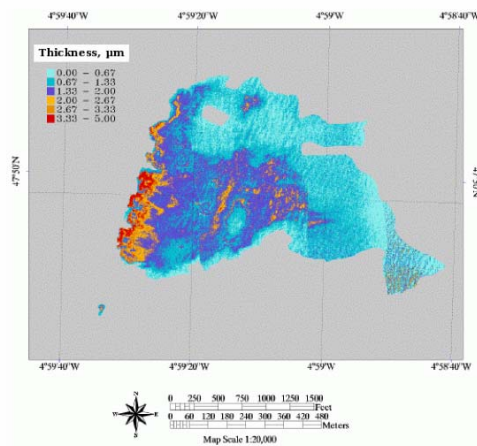 4°59'40"W 4°59'20"W 4°59'W 4°58'40"W
Thickness, μm
0.00 – 0.67
0.67 – 1.33
1.33 – 2.00
2.00 – 2.67
2.67 – 3.33
3.33 – 5.00
47°50'N 47°50'N
4°59'40"W 4°59'20"W 4°59'W 4°58'40"W
N
W E
S
0 250 500 750 1000 1250 1500
Feet
0 60 120 180 240 300 360 420 480
Meters
Map Scale 1:20,000